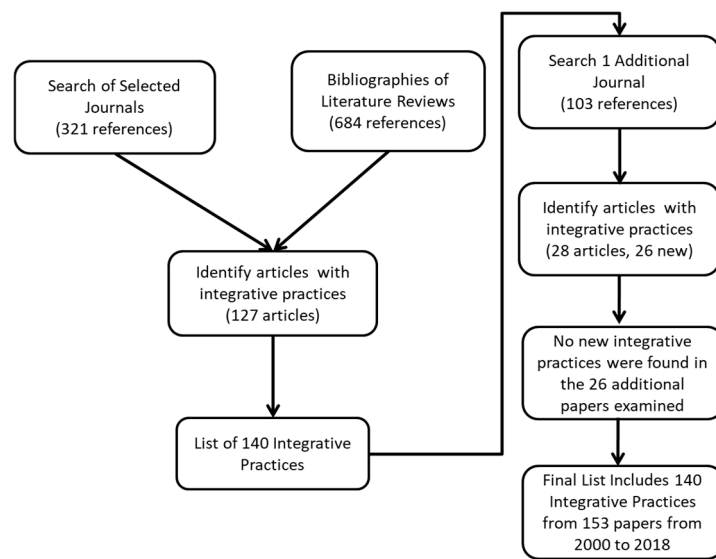 Search of Selected
Journals
(321 references)
Bibliographies of
Literature Reviews
(684 references)
Identify articles with
integrative practices
(127 articles)
List of 140 Integrative
Practices
Search 1 Additional
Journal
(103 references)
Identify articles with
integrative practices
(28 articles, 26 new)
No new integrative
practices were found in
the 26 additional
papers examined
Final List Includes 140
Integrative Practices
from 153 papers from
2000 to 2018